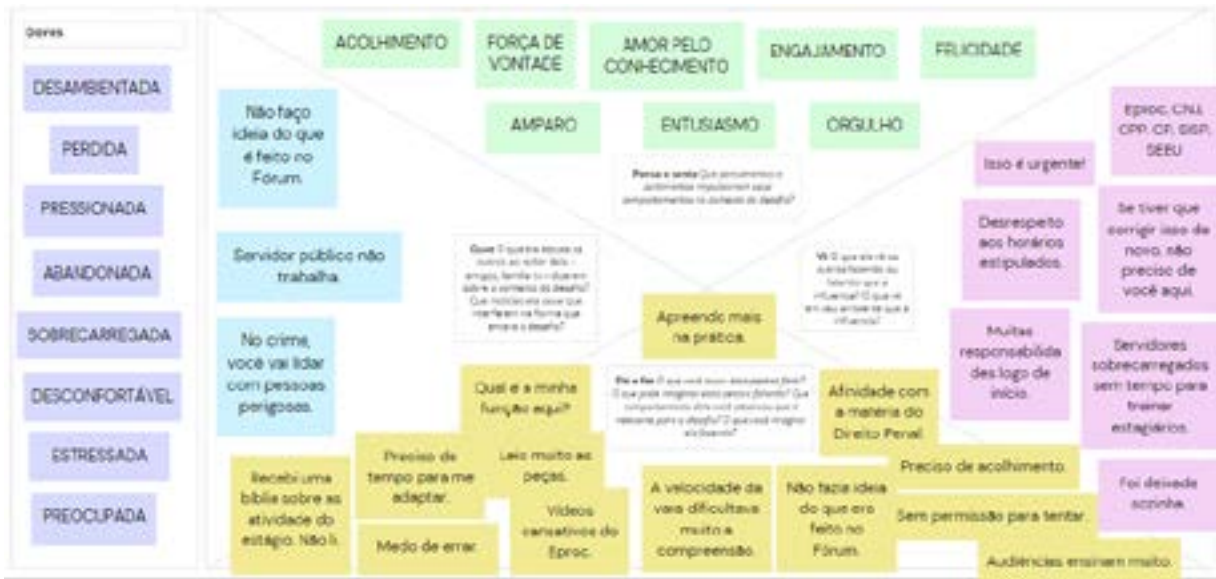 Dores
DESAMBIENTADA
PERDIDA
PRESSIONADA
ABANDONADA
SOBRECARREGADA
DESCONFORTÁVEL
ESTRESSADA
PREOCUPADA
ACOLHIMENTO
FORÇA DE
VONTADE
AMOR PELO
CONHECIMENTO
ENGAJAMENTO
FELICIDADE
AMPARO
ENTUSIASMO
ORGULHO
Não faço
ideia do que
é feito no
Fórum.
Servidor público não
trabalha.
No crime,
você vai lidar
com pessoas
perigosas.
Isso é urgente!
Eproc, CNJ,
CPP, CP, SISP,
SEEU
Desrespeito
aos horários
estipulados.
Se tiver que
corrigir isso de
novo, não
preciso de
você aqui.
Muitas
responsabilida
des logo de
início.
Servidores
sobrecarregados
sem tempo para
treinar
estagiários.
Foi deixada
sozinha.
Apreendo mais
na prática.
Qual é a minha
função aqui?
Afinidade com
a matéria do
Direito Penal.
Recebi uma
bíblia sobre as
atividade do
estágio. Não li.
Preciso de
tempo para me
adaptar.
Medo de errar.
Leio muito as
peças.
Vídeos
cansativos do
Eproc.
A velocidade da
vara dificultava
muito a
compreensão.
Não fazia ideia
do que era
feito no
Fórum.
Preciso de acolhimento.
Sem permissão para tentar.
Audiências ensinam muito.